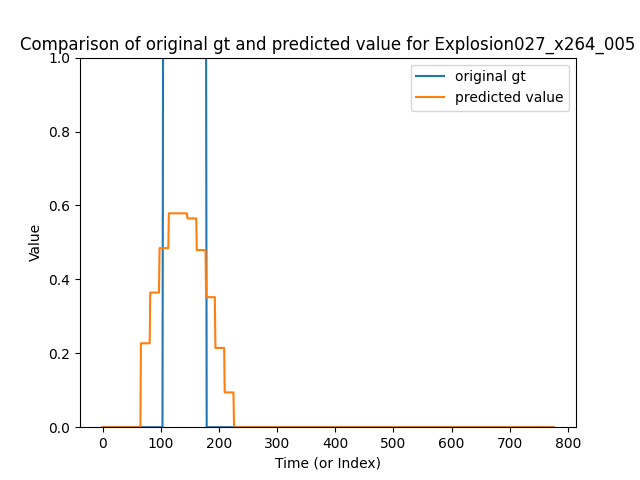 Comparison of original gt and predicted value for Explosion027_x264_005
original gt
predicted value
1.0
0.8
0.6
0.4
0.2
0.0
Value
0 100 200 300 400 500 600 700 800
Time (or Index)